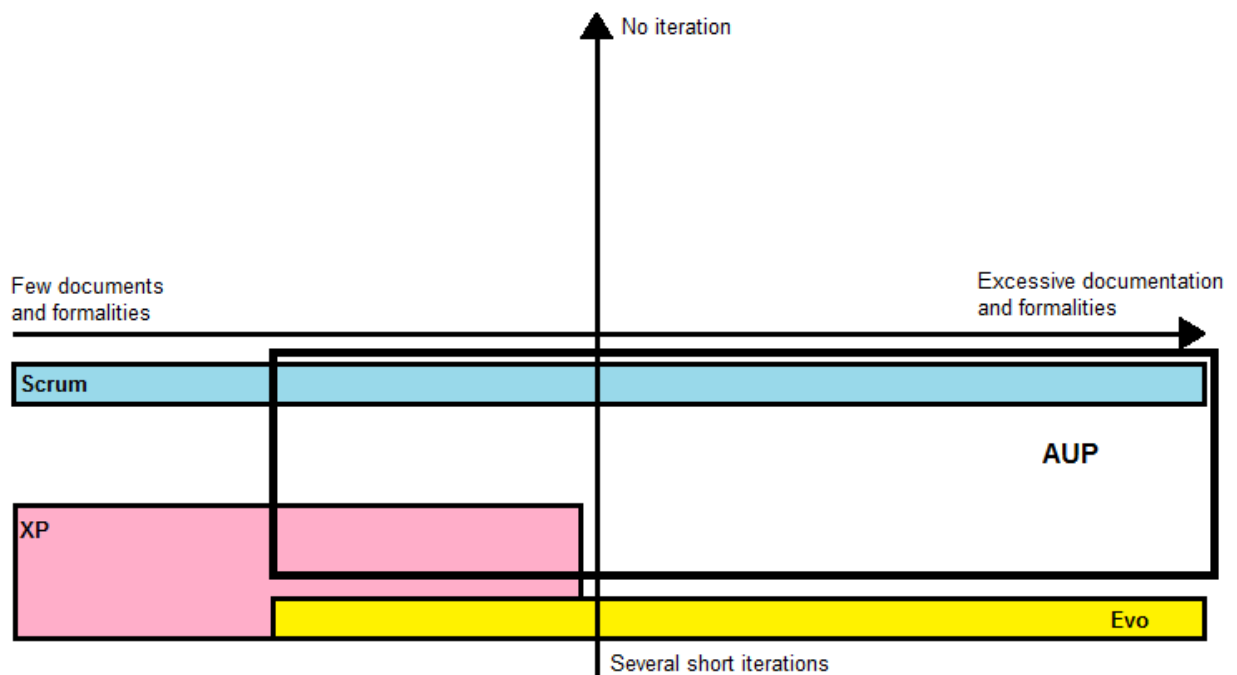 No iteration
Few documents
and formalities
Excessive documentation
and formalities
Scrum
AUP
XP
Evo
Several short iterations